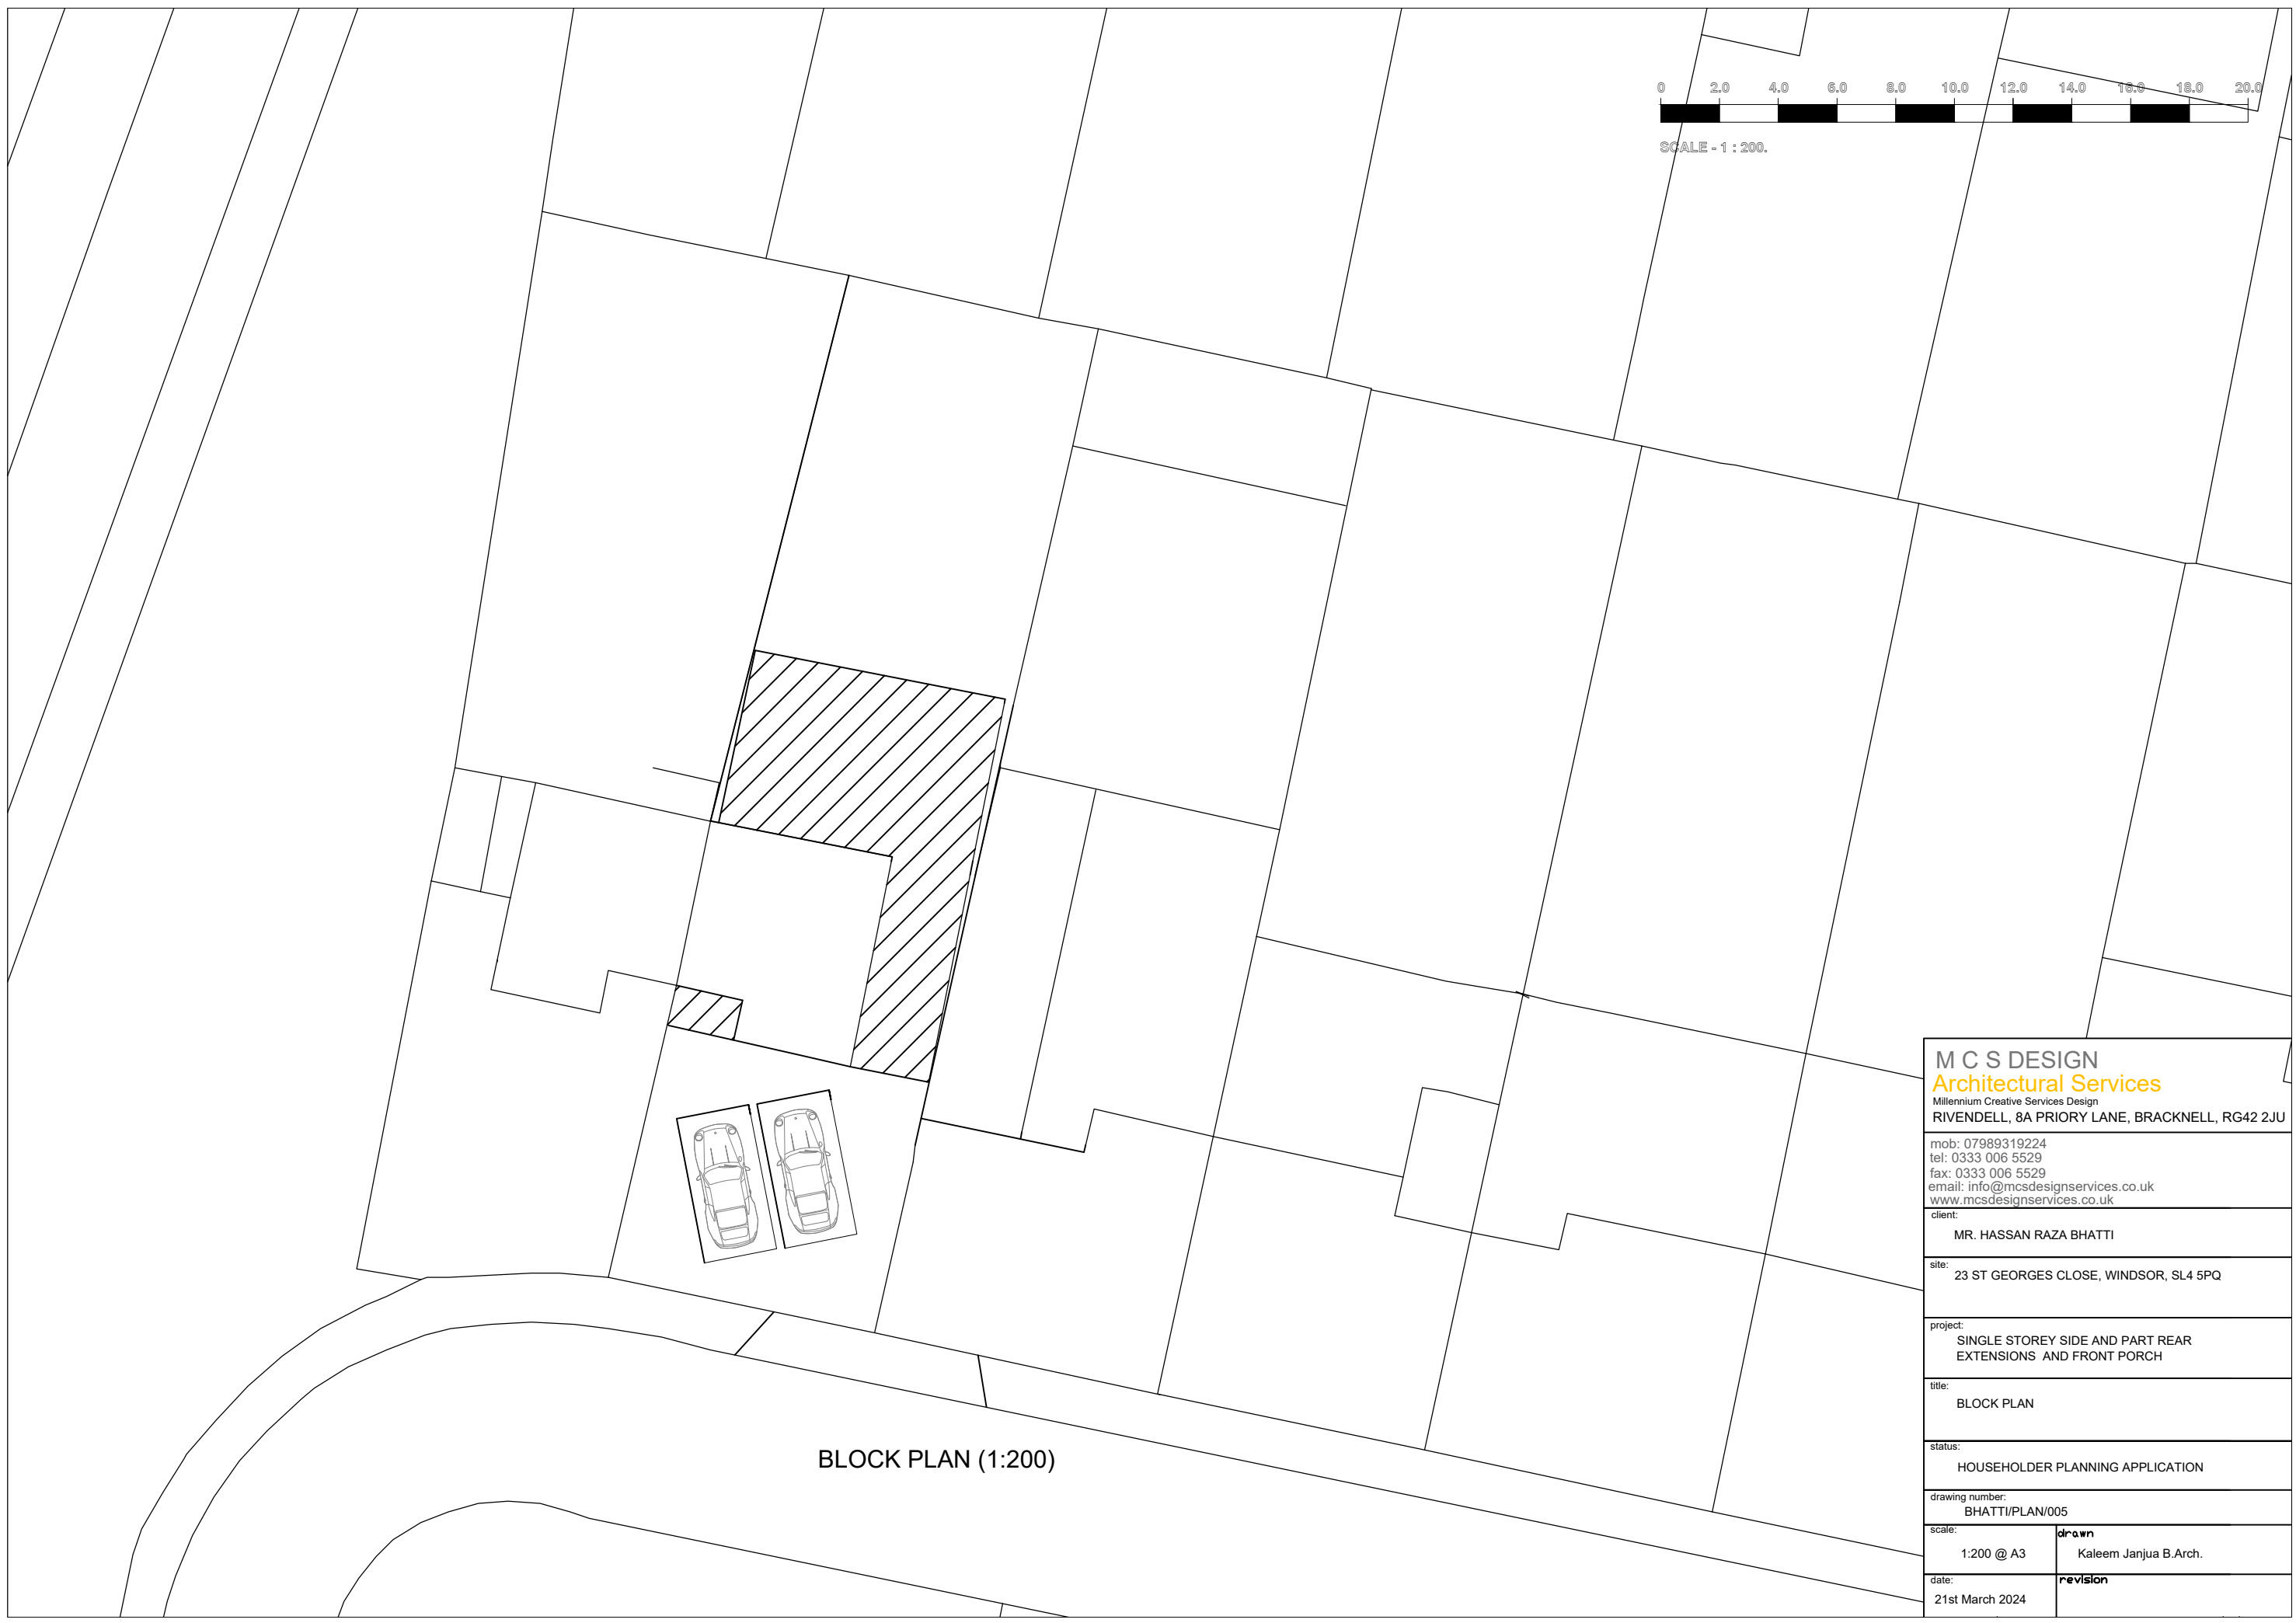 0 2.0 4.0 6.0 8.0 10.0 12.0 14.0 16.0 18.0 20.0
SCALE - 1 : 200.
BLOCK PLAN (1:200)
M C S DESIGN
Architectural Services
Millennium Creative Services Design
RIVENDELL, 8A PRIORY LANE, BRACKNELL, RG42 2JU
mob: 07989319224
tel: 0333 006 5529
fax: 0333 006 5529
email: info@mcsdesignservices.co.uk
www.mcsdesignservices.co.uk
client:
MR. HASSAN RAZA BHATTI
site:
23 ST GEORGES CLOSE, WINDSOR, SL4 5PQ
project:
SINGLE STOREY SIDE AND PART REAR
EXTENSIONS AND FRONT PORCH
title:
BLOCK PLAN
status:
HOUSEHOLDER PLANNING APPLICATION
drawing number:
BHATTI/PLAN/005
scale:
1:200 @ A3
drawn
Kaleem Janjua B.Arch.
date:
21st March 2024
revision